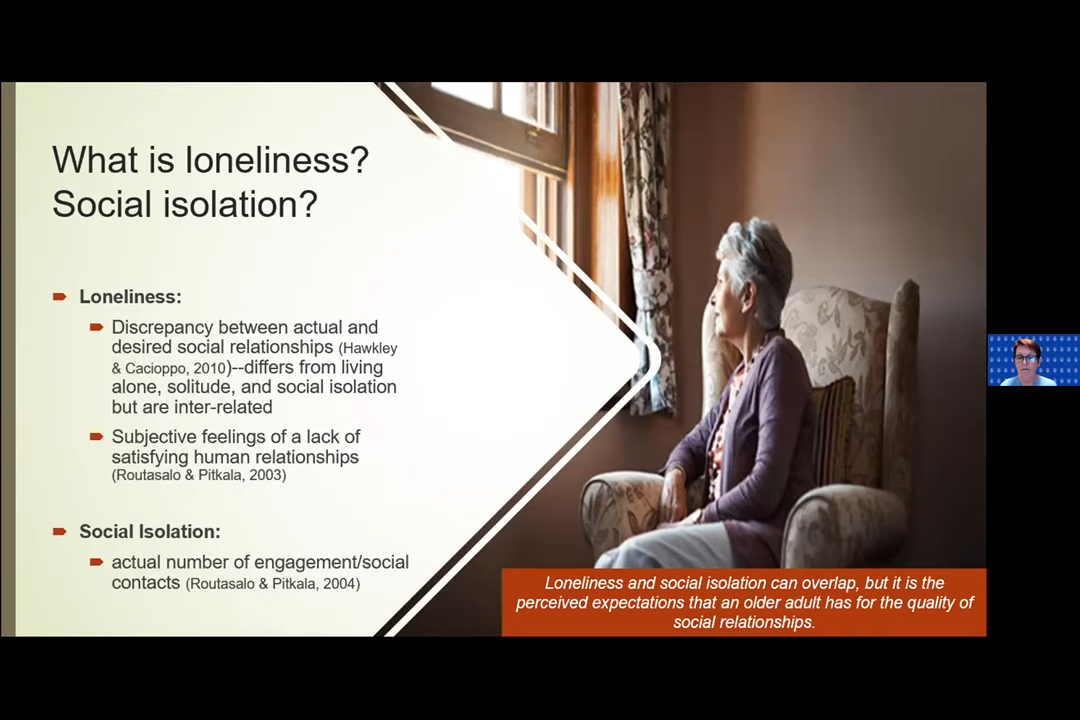 What is loneliness?
Social isolation?
Loneliness:
Discrepancy between actual and
desired social relationships (Hawkley
& Cacioppo, 2010)--differs from living
alone, solitude, and social isolation
but are inter-related
Subjective feelings of a lack of
satisfying human relationships
(Routasalo & Pitkala, 2003)
Social Isolation:
actual number of engagement/social
contacts (Routasalo & Pitkala, 2004)
Loneliness and social isolation can overlap, but it is the
perceived expectations that an older adult has for the quality of
social relationships.